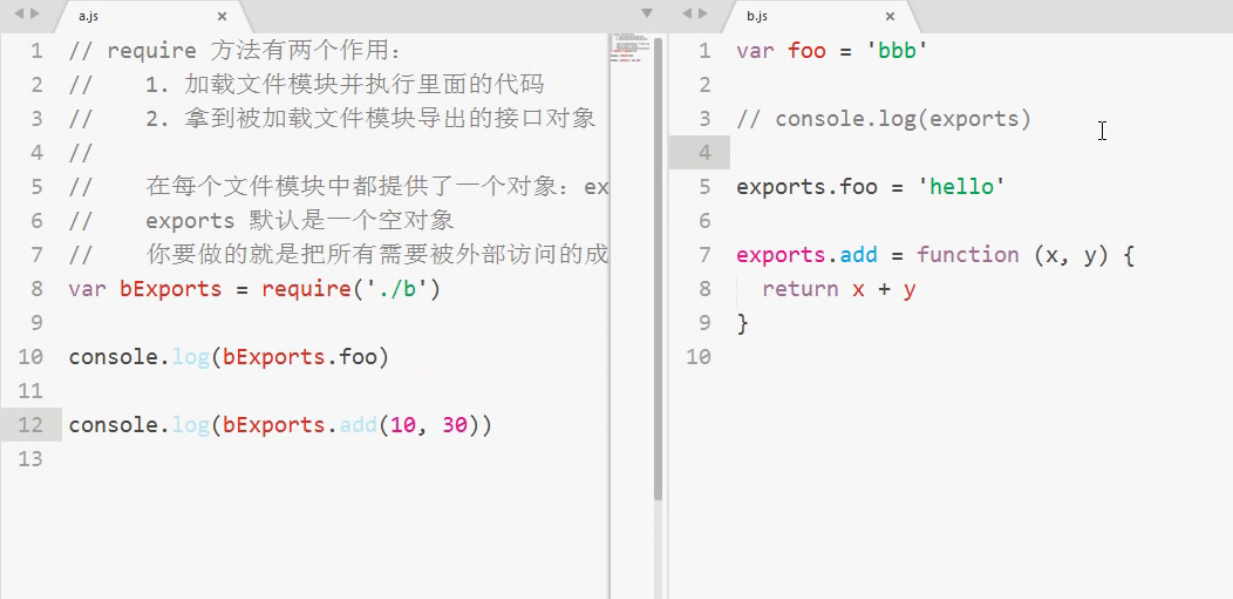 a.js
1 // require 方法有两个作用：
2 //    1. 加载文件模块并执行里面的代码
3 //    2. 拿到被加载文件模块导出的接口对象
4 //
5 //    在每个文件模块中都提供了一个对象：ex
6 //    exports 默认是一个空对象
7 //    你要做的就是把所有需要被外部访问的成
8 var bExports = require('./b')
9
10 console.log(bExports.foo)
11
12 console.log(bExports.add(10, 30))
13
b.js
1 var foo = 'bbb'
2
3 // console.log(exports)
4
5 exports.foo = 'hello'
6
7 exports.add = function (x, y) {
8   return x + y
9 }
10